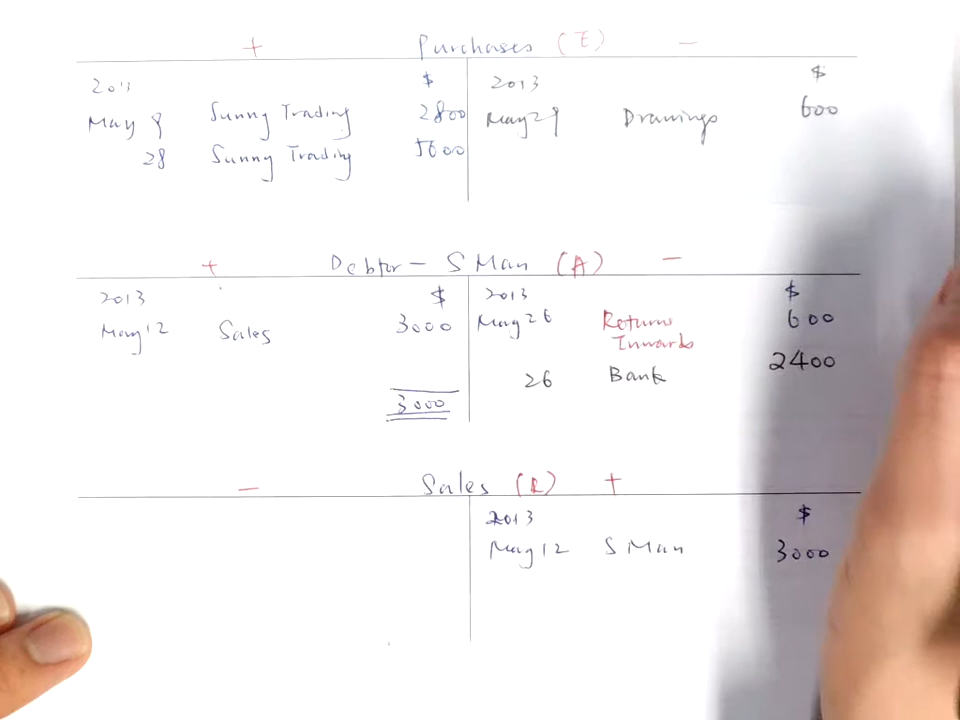 + Purchases (E) -
2013 $ 2013 $
May 9 Sunny Trading 2800 May 29 Drawings 600
28 Sunny Trading 5600
+ Debtor - S Man (A) -
2013 $ 2013 $
May 12 Sales 3000 May 26 Returns 600
Inwards
26 Bank 2400
3000
- Sales (R) +
2013 $
May 12 S Man 3000